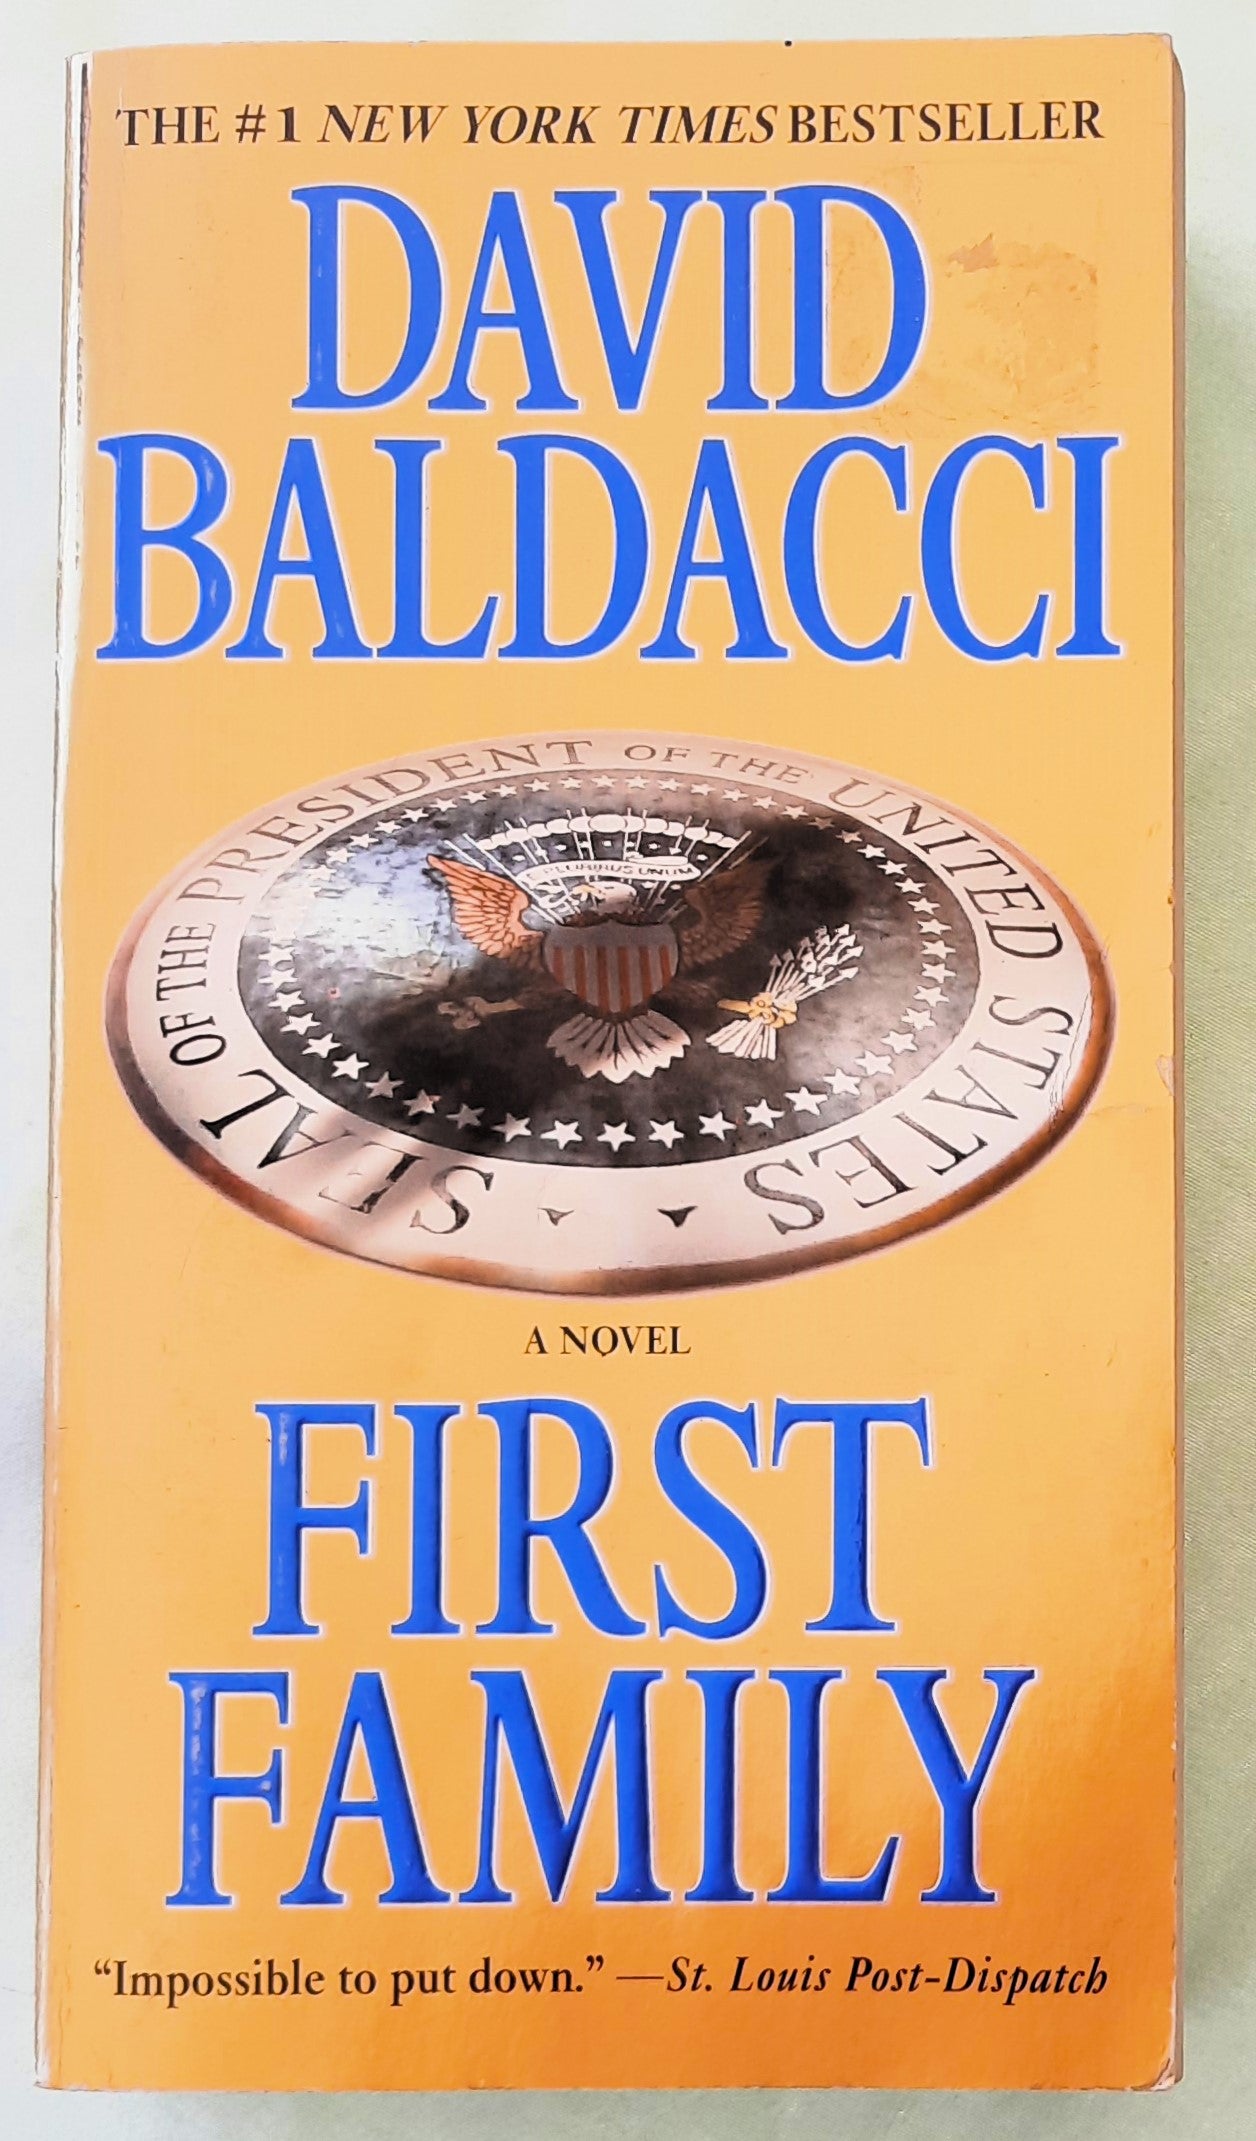 THE #1 NEW YORK TIMES BESTSELLER
DAVID
BALDACCI
SEAL OF THE PRESIDENT OF THE UNITED STATES
E PLURIBUS UNUM
A NOVEL
FIRST
FAMILY
“Impossible to put down.” —St. Louis Post-Dispatch